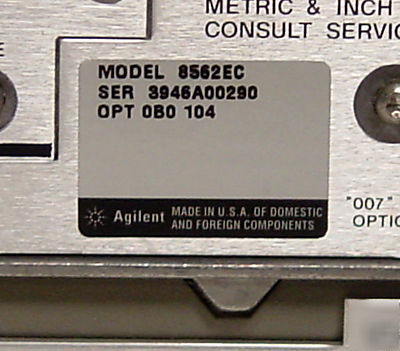 METRIC & INCH
CONSULT SERVIC
E
MODEL 8562EC
SER 3946A00290
OPT 0B0 104
Agilent MADE IN U.S.A. OF DOMESTIC
AND FOREIGN COMPONENTS
"007"
OPTIO